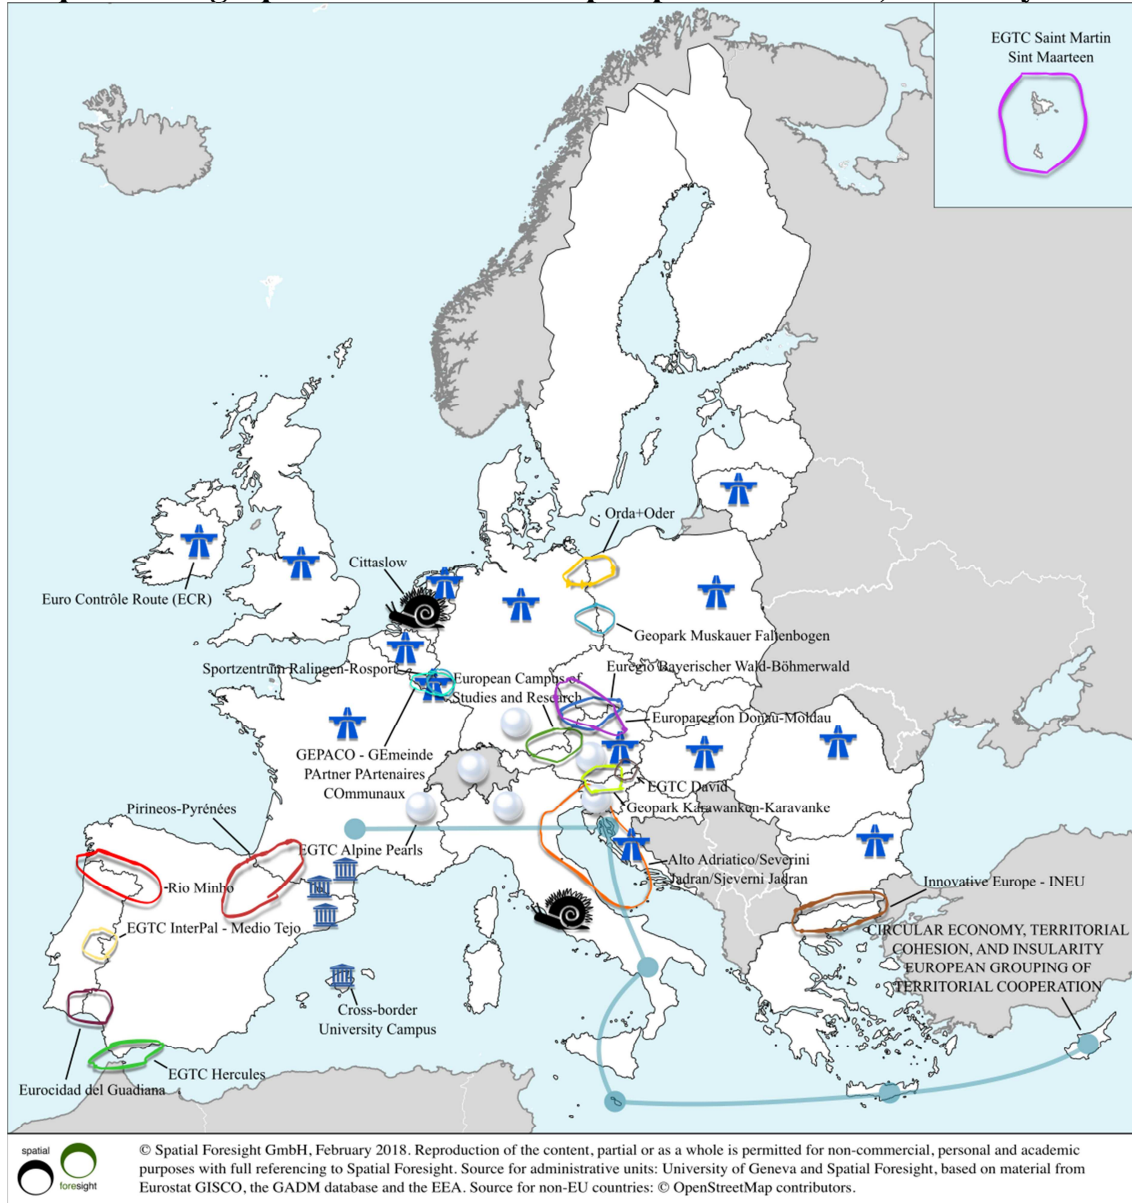 EGTC Saint Martin
Sint Maarteen
Orda+Oder
Cittaslow
Euro Contrôle Route (ECR)
Geopark Muskauer Faltenbogen
Sportzentrum Ralingen-Rosport
European Campus of
Studies and Research
Euregio Bayerischer Wald-Böhmerwald
Europaregion Donau-Moldau
GEPACO - GEmeinde
PArtner PArtenaires
COmmunaux
EGTC David
Geopark Karawanken-Karavanke
Pirineos-Pyrénées
EGTC Alpine Pearls
Alto Adriatico/Severini
Jadran/Sjeverni Jadran
Rio Minho
Innovative Europe - INEU
EGTC InterPal - Medio Tejo
CIRCULAR ECONOMY, TERRITORIAL
COHESION, AND INSULARITY
EUROPEAN GROUPING OF
TERRITORIAL COOPERATION
Cross-border
University Campus
EGTC Hercules
Eurocidad del Guadiana
spatial
foresight
© Spatial Foresight GmbH, February 2018. Reproduction of the content, partial or as a whole is permitted for non-commercial, personal and academic
purposes with full referencing to Spatial Foresight. Source for administrative units: University of Geneva and Spatial Foresight, based on material from
Eurostat GISCO, the GADM database and the EEA. Source for non-EU countries: © OpenStreetMap contributors.